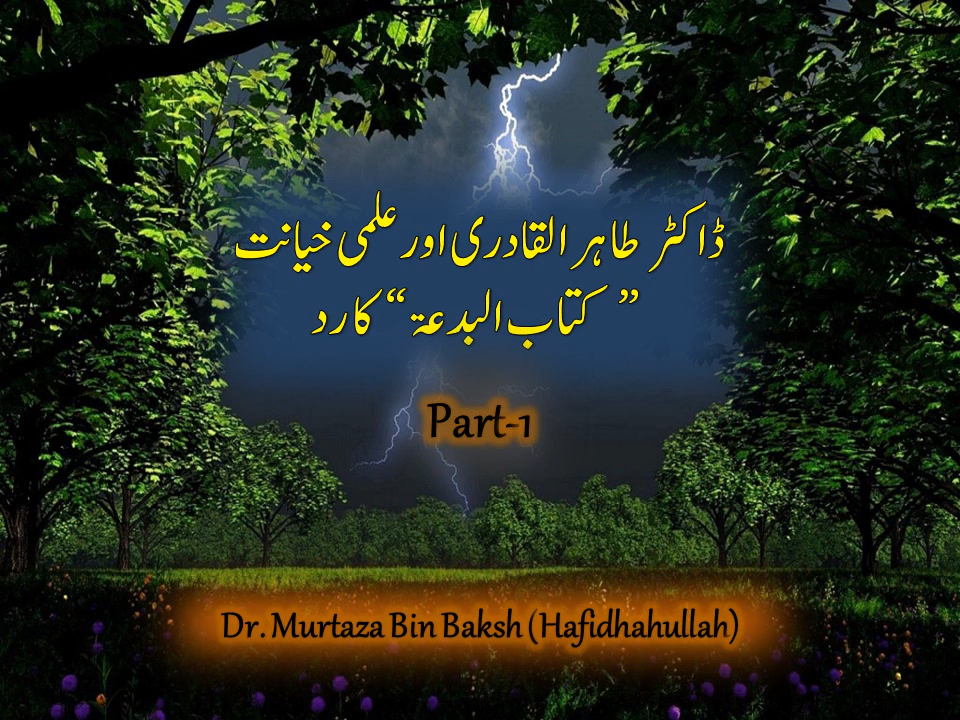 ڈاکٹر طاہر القادری اور علمی خیانت
” کتاب البدعۃ “ کا رد
Part-1
Dr. Murtaza Bin Baksh (Hafidhahullah)